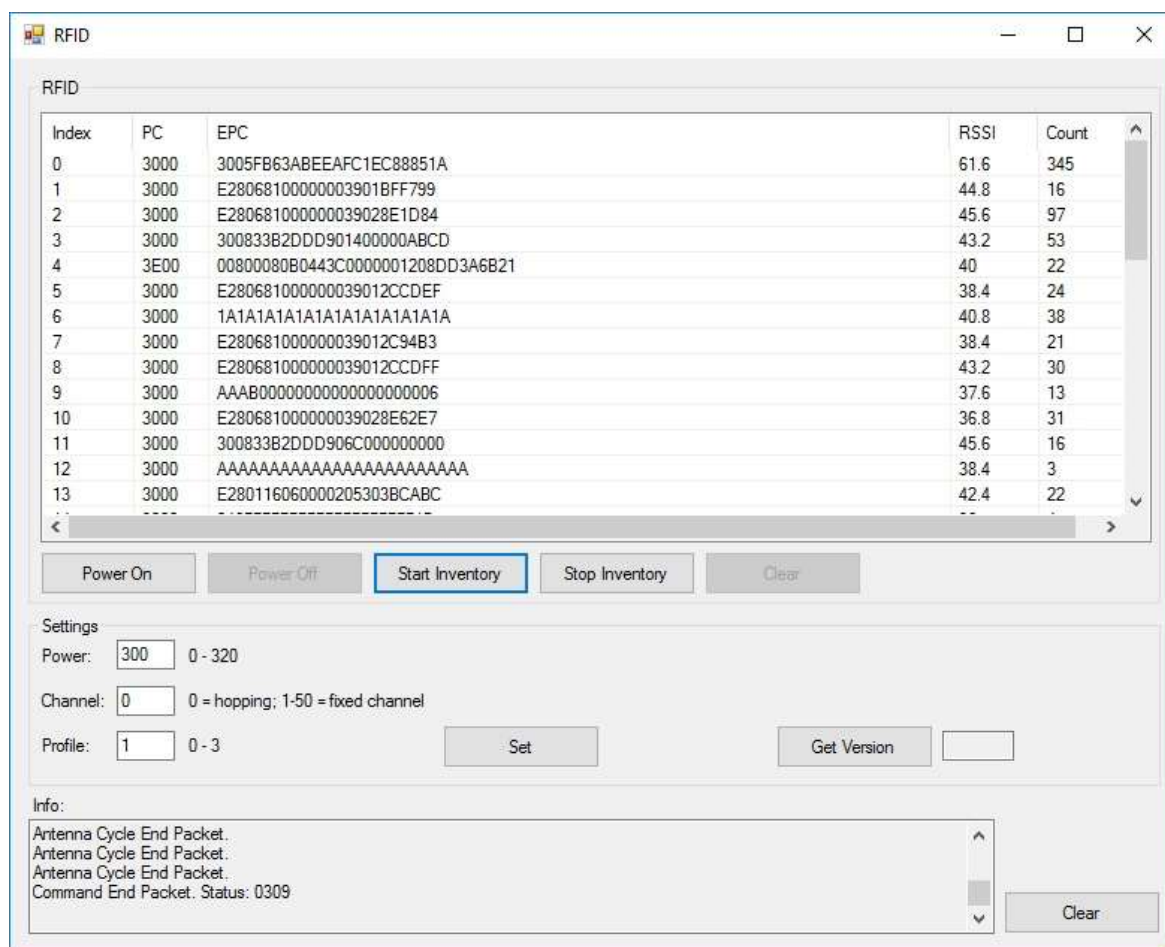 RFID
RFID
Index PC EPC RSSI Count
0 3000 3005FB63ABEEAFC1EC88851A 61.6 345
1 3000 E28068100000003901BFF799 44.8 16
2 3000 E280681000000039028E1D84 45.6 97
3 3000 300833B2DDD901400000ABCD 43.2 53
4 3E00 00800080B0443C0000001208DD3A6B21 40 22
5 3000 E280681000000039012CCDEF 38.4 24
6 3000 1A1A1A1A1A1A1A1A1A1A1A1A 40.8 38
7 3000 E280681000000039012C94B3 38.4 21
8 3000 E280681000000039012CCDFF 43.2 30
9 3000 AAAB00000000000000000006 37.6 13
10 3000 E280681000000039028E62E7 36.8 31
11 3000 300833B2DDD906C000000000 45.6 16
12 3000 AAAAAAAAAAAAAAAAAAAAAAAA 38.4 3
13 3000 E280116060000205303BCABC 42.4 22
Power On Power Off Start Inventory Stop Inventory Clear
Settings
Power: 300 0 - 320
Channel: 0 0 = hopping; 1-50 = fixed channel
Profile: 1 0 - 3 Set Get Version
Info:
Antenna Cycle End Packet.
Antenna Cycle End Packet.
Antenna Cycle End Packet.
Command End Packet. Status: 0309
Clear